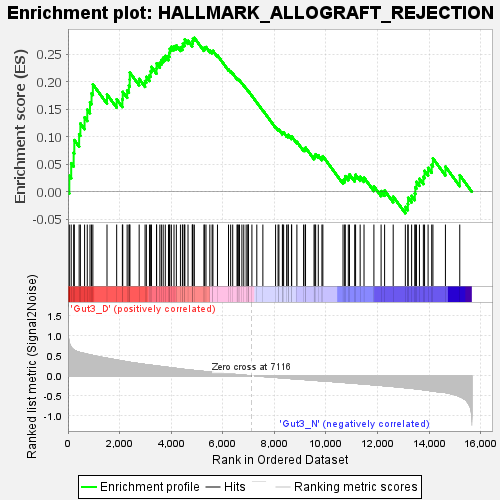 Enrichment plot: HALLMARK_ALLOGRAFT_REJECTION
Enrichment score (ES)
0.25
0.20
0.15
0.10
0.05
0.00
-0.05
'Gut3_D' (positively correlated)
Ranked list metric (Signal2Noise)
1.5
1.0
0.5
0.0
-0.5
-1.0
Zero cross at 7116
'Gut3_N' (negatively correlated)
0 2,000 4,000 6,000 8,000 10,000 12,000 14,000 16,000
Rank in Ordered Dataset
Enrichment profile Hits Ranking metric scores